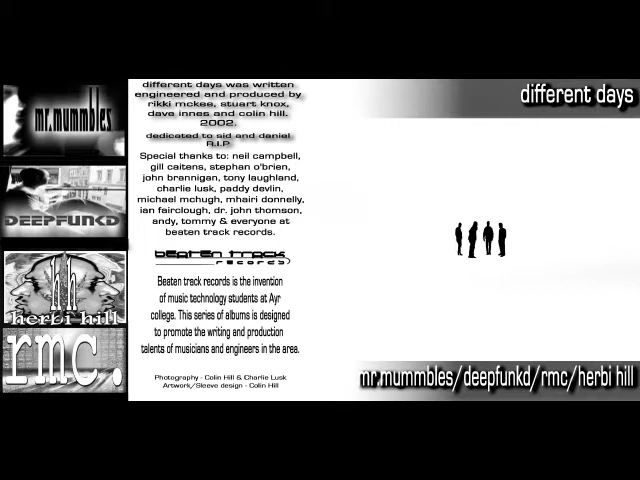 mr.mummbles
DEEPFUNKD
hh
herbi hill
rmc.
different days was written
engineered and produced by
rikki mckee, stuart knox,
dave innes and colin hill.
2002.
dedicated to sid and daniel
R.I.P
Special thanks to: neil campbell,
gill caitens, stephan o'brien,
john brannigan, tony laughland,
charlie lusk, paddy devlin,
michael mchugh, mhairi donnelly,
ian fairclough, dr. john thomson,
andy, tommy & everyone at
beaten track records.
beaten track
records
Beaten track records is the invention
of music technology students at Ayr
college. This series of albums is designed
to promote the writing and production
talents of musicians and engineers in the area.
Photography - Colin Hill & Charlie Lusk
Artwork/Sleeve design - Colin Hill
different days
mr.mummbles/deepfunkd/rmc/herbi hill